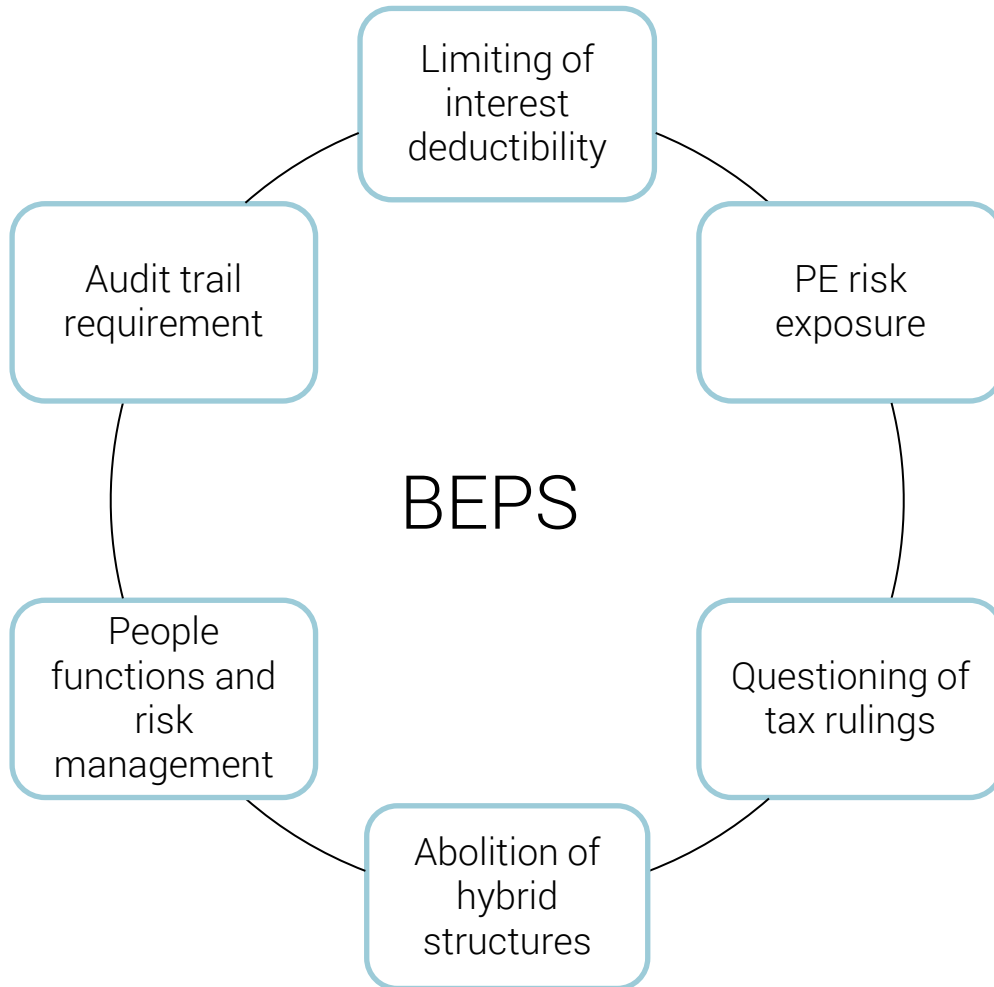 Limiting of
interest
deductibility
Audit trail
requirement
PE risk
exposure
BEPS
People
functions and
risk
management
Questioning of
tax rulings
Abolition of
hybrid
structures